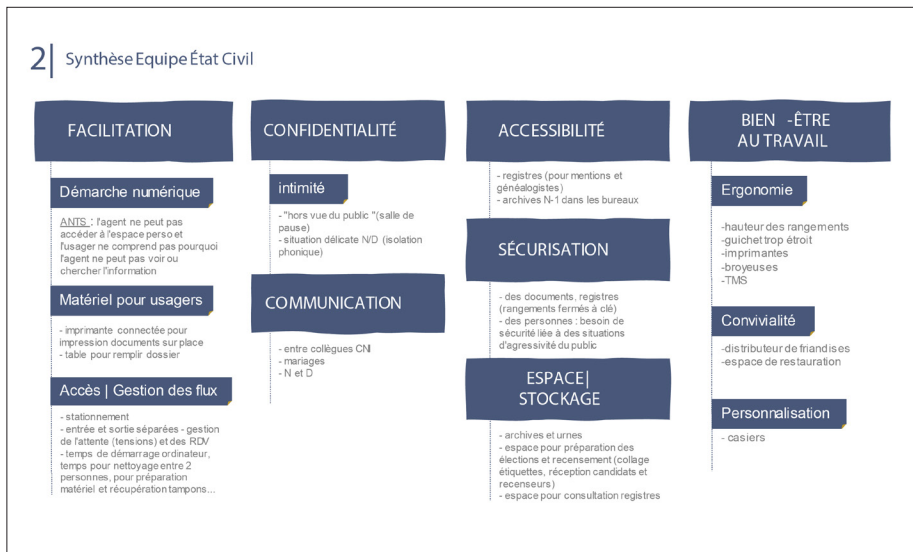 2| Synthèse Equipe État Civil
FACILITATION
Démarche numérique
ANTS : l'agent ne peut pas
accéder à l'espace perso et
l'usager ne comprend pas pourquoi
l'agent ne peut pas voir ou
chercher l'information
Matériel pour usagers
- imprimante connectée pour
impression documents sur place
- table pour remplir dossier
Accès | Gestion des flux
- stationnement
- entrée et sortie séparées - gestion
de l'attente (tensions) et des RDV
- temps de démarrage ordinateur,
temps pour nettoyage entre 2
personnes, pour préparation
matériel et récupération tampons...
CONFIDENTIALITÉ
intimité
- "hors vue du public "(salle de
pause)
- situation délicate N/D (isolation
phonique)
COMMUNICATION
- entre collègues CNI
- mariages
- N et D
ACCESSIBILITÉ
- registres (pour mentions et
généalogistes)
- archives N-1 dans les bureaux
SÉCURISATION
- des documents, registres
(rangements fermés à clé)
- des personnes : besoin de
sécurité liée à des situations
d'agressivité du public
ESPACE|
STOCKAGE
- archives et urnes
- espace pour préparation des
élections et recensement (collage
étiquettes, réception candidats et
recenseurs)
- espace pour consultation registres
BIEN -ÊTRE
AU TRAVAIL
Ergonomie
-hauteur des rangements
-guichet trop étroit
-imprimantes
-broyeuses
-TMS
Convivialité
-distributeur de friandises
-espace de restauration
Personnalisation
- casiers